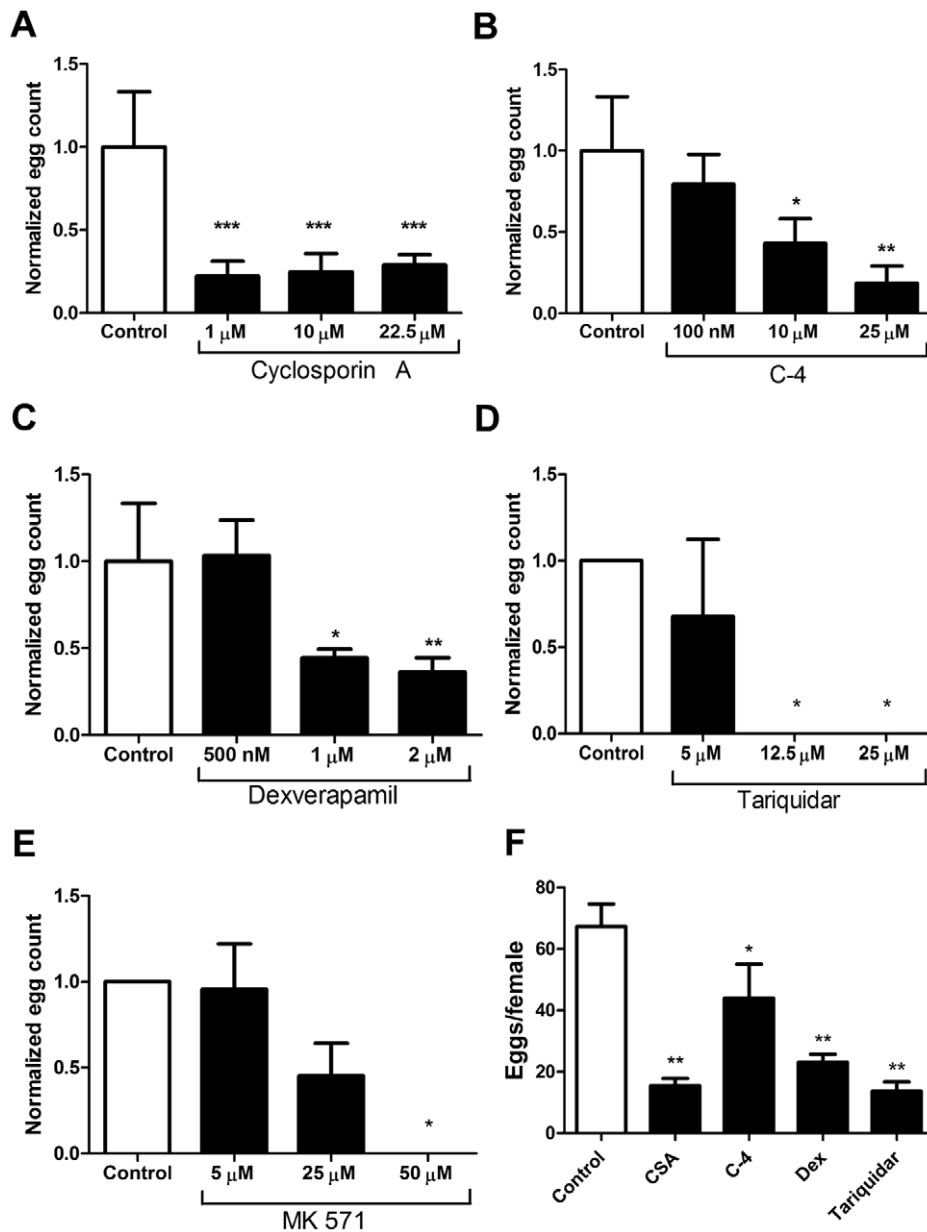 A
Normalized egg count
1.5
1.0
0.5
0.0
***
***
***
Control
1 µM
10 µM
22.5 µM
Cyclosporin A
B
Normalized egg count
1.5
1.0
0.5
0.0
*
**
Control
100 nM
10 µM
25 µM
C-4
C
Normalized egg count
1.5
1.0
0.5
0.0
*
**
Control
500 nM
1 µM
2 µM
Dexverapamil
D
Normalized egg count
1.5
1.0
0.5
0.0
*
*
Control
5 µM
12.5 µM
25 µM
Tariquidar
E
Normalized egg count
1.5
1.0
0.5
0.0
*
Control
5 µM
25 µM
50 µM
MK 571
F
Eggs/female
80
60
40
20
0
**
*
**
**
Control
CSA
C-4
Dex
Tariquidar